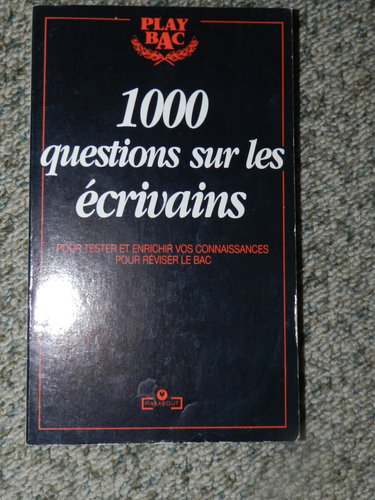 PLAY
BAC
1000
questions sur les
écrivains
POUR TESTER ET ENRICHIR VOS CONNAISSANCES
POUR RÉVISER LE BAC
MARABOUT